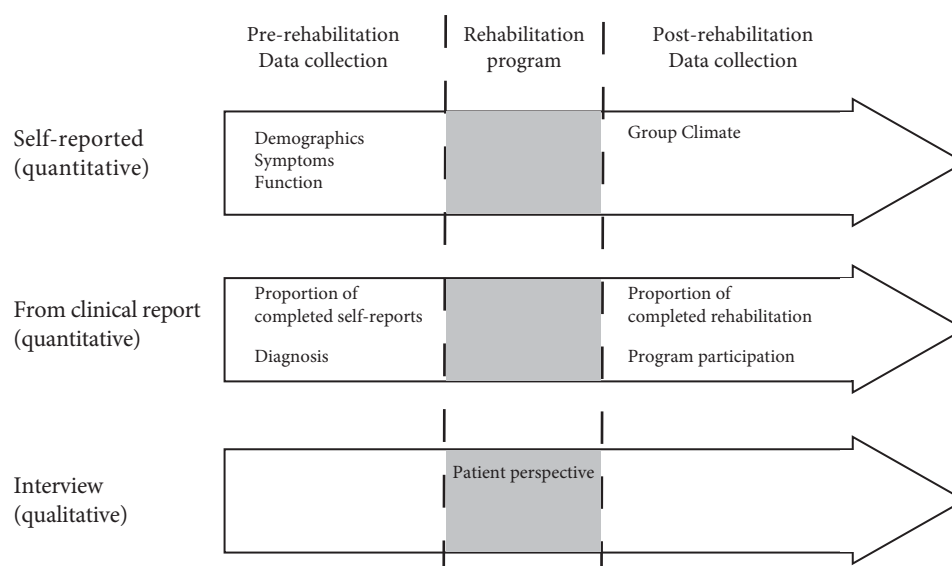 Pre-rehabilitation
Data collection
Rehabilitation
program
Post-rehabilitation
Data collection
Self-reported
(quantitative)
Demographics
Symptoms
Function
Group Climate
From clinical report
(quantitative)
Proportion of
completed self-reports
Diagnosis
Proportion of
completed rehabilitation
Program participation
Interview
(qualitative)
Patient perspective